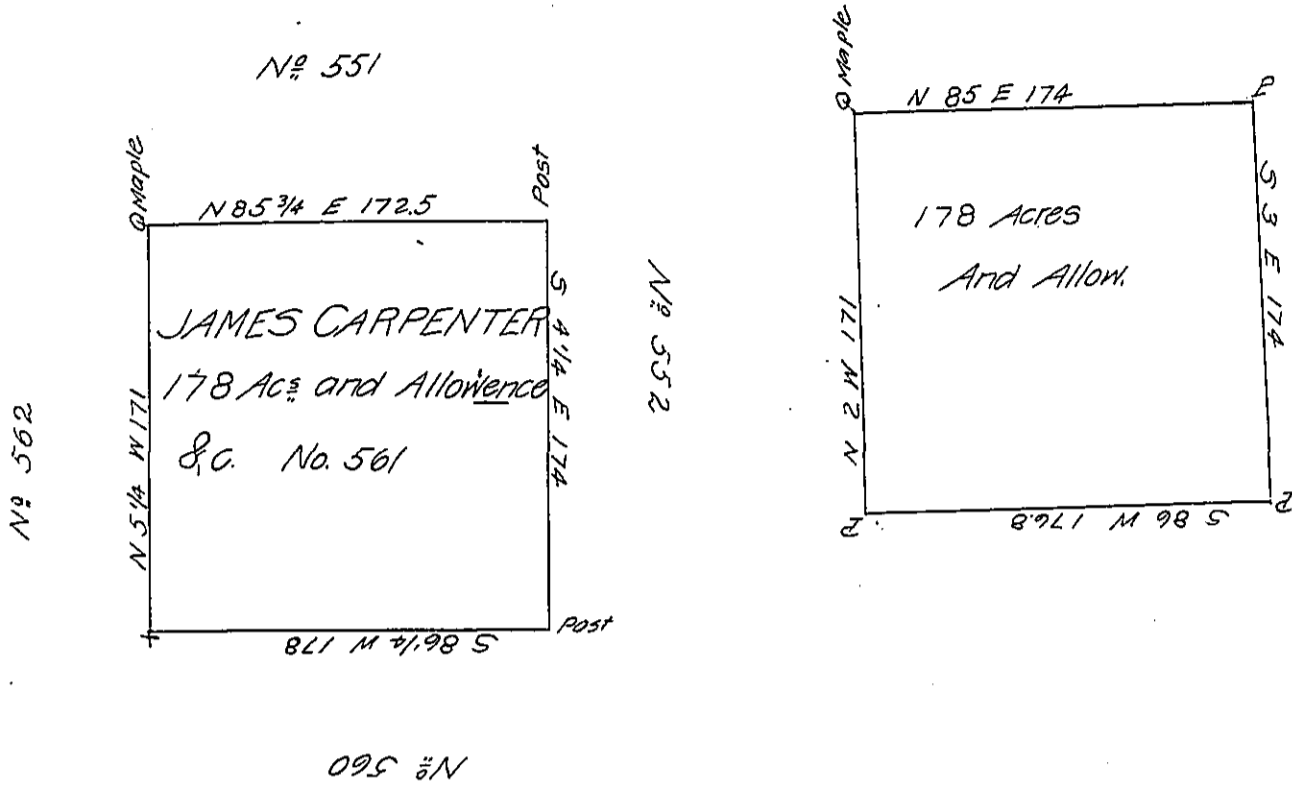 Nº 551
Maple
N 85 3/4 E 172.5
Post
S 4 1/4 E 174
Nº 552
JAMES CARPENTER
178 Acs and Allowence
&c. No. 561
N 5 1/4 W 171
Nº 562
Post
S 86 1/4 W 178
Nº 560
Maple
N 85 E 174
P
S 3 E 174
178 Acres
And Allow.
N 2 W 171
P
S 86 W 176.8
P